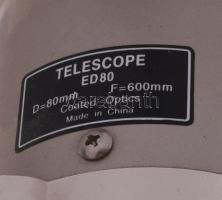 TELESCOPE
ED80
D=80mm F=600mm
Coated Optics
Made in China